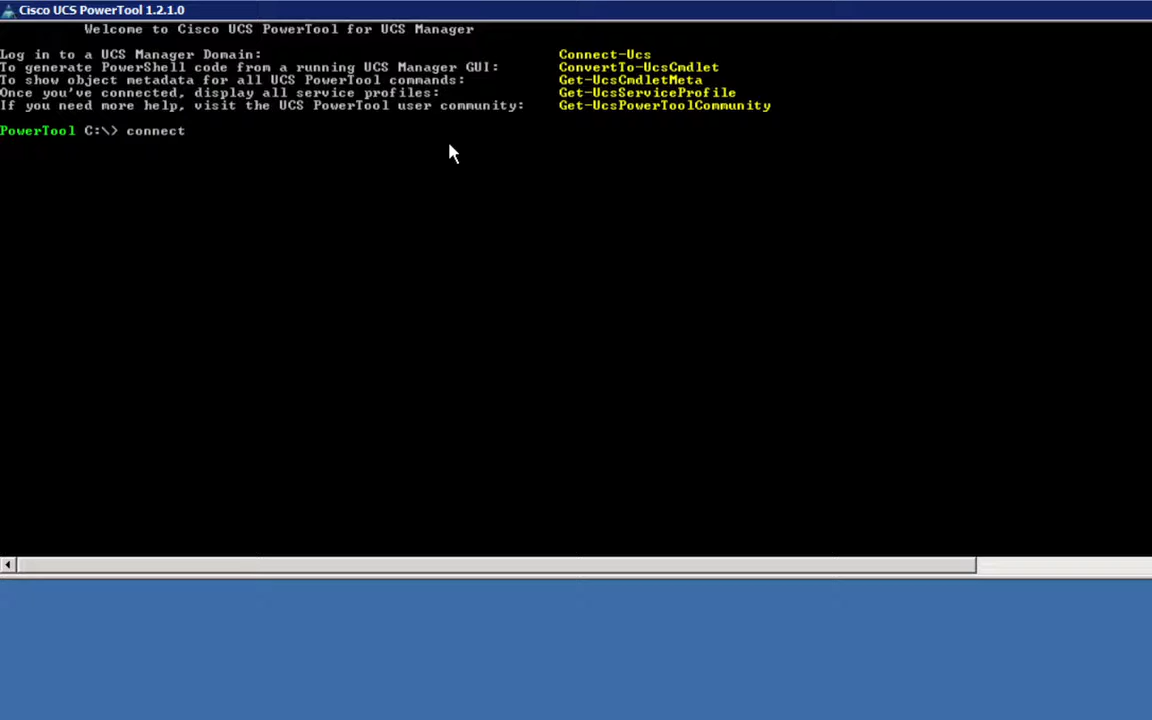 Cisco UCS PowerTool 1.2.1.0
Welcome to Cisco UCS PowerTool for UCS Manager
Log in to a UCS Manager Domain: Connect-Ucs
To generate PowerShell code from a running UCS Manager GUI: ConvertTo-UcsCmdlet
To show object metadata for all UCS PowerTool commands: Get-UcsCmdletMeta
Once you've connected, display all service profiles: Get-UcsServiceProfile
If you need more help, visit the UCS PowerTool user community: Get-UcsPowerToolCommunity
PowerTool C:\> connect